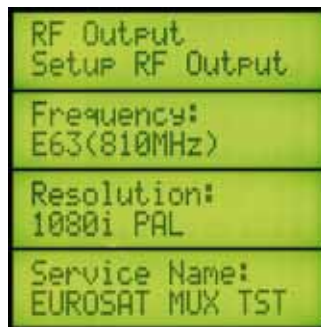 RF Output
Setup RF Output
Frequency:
E63(810MHz)
Resolution:
1080i PAL
Service Name:
EUROSAT MUX TST